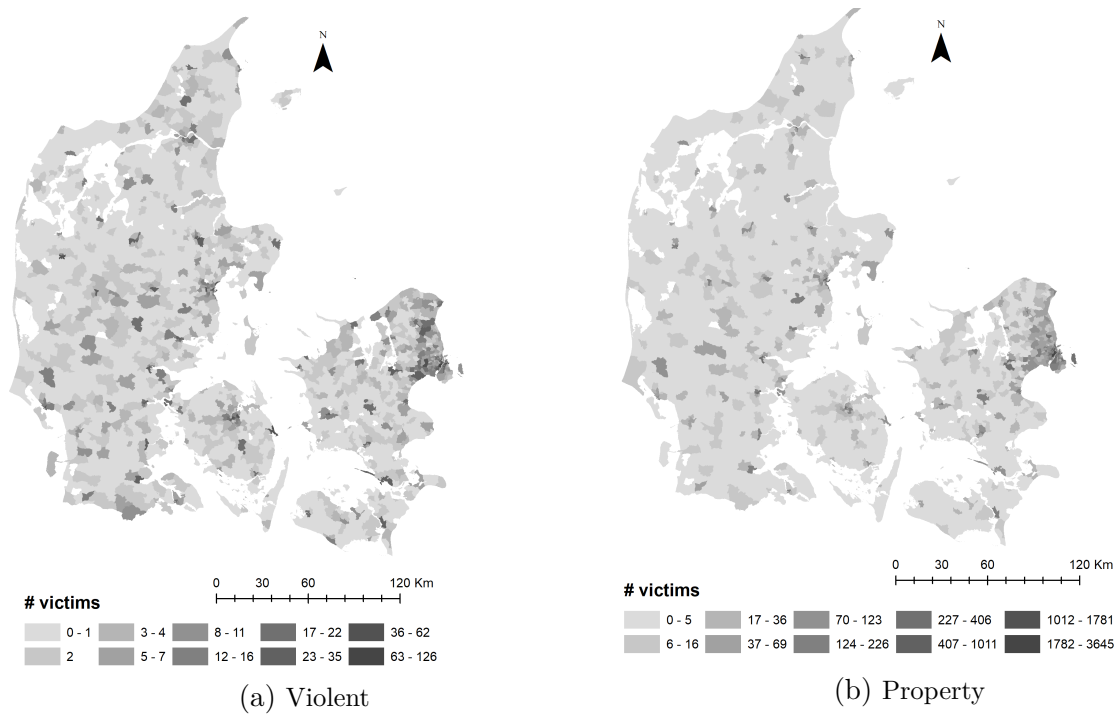 N
N
0 30 60 120 Km
# victims
0 - 1 3 - 4 8 - 11 17 - 22 36 - 62
2 5 - 7 12 - 16 23 - 35 63 - 126
(a) Violent
0 30 60 120 Km
# victims
0 - 5 17 - 36 70 - 123 227 - 406 1012 - 1781
6 - 16 37 - 69 124 - 226 407 - 1011 1782 - 3645
(b) Property